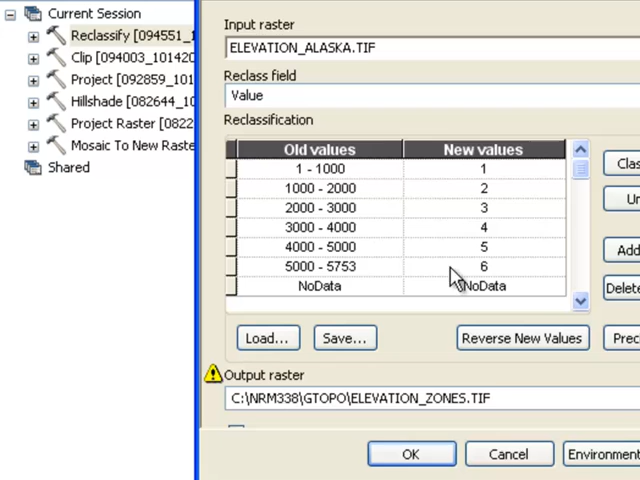 Current Session
Reclassify [094551_1
Clip [094003_101420
Project [092859_101
Hillshade [082644_10
Project Raster [0822
Mosaic To New Raste
Shared
Input raster
ELEVATION_ALASKA.TIF
Reclass field
Value
Reclassification
Old values New values
1 - 1000 1
1000 - 2000 2
2000 - 3000 3
3000 - 4000 4
4000 - 5000 5
5000 - 5753 6
NoData NoData
Clas
Un
Add
Delete
Load... Save... Reverse New Values Preci
Output raster
C:\NRM338\GTOPO\ELEVATION_ZONES.TIF
OK Cancel Environment